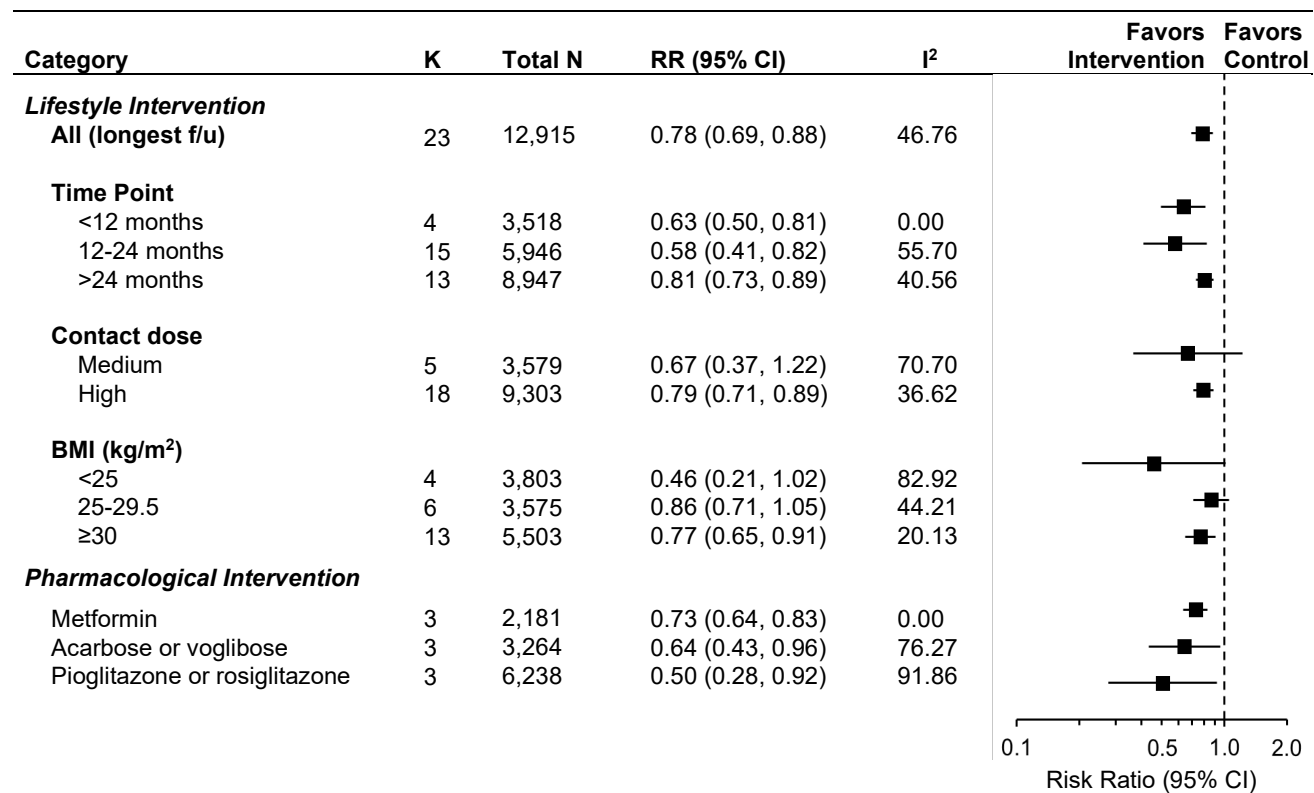 Favors Favors
Category K Total N RR (95% CI) I² Intervention Control
Lifestyle Intervention
All (longest f/u) 23 12,915 0.78 (0.69, 0.88) 46.76
Time Point
<12 months 4 3,518 0.63 (0.50, 0.81) 0.00
12-24 months 15 5,946 0.58 (0.41, 0.82) 55.70
>24 months 13 8,947 0.81 (0.73, 0.89) 40.56
Contact dose
Medium 5 3,579 0.67 (0.37, 1.22) 70.70
High 18 9,303 0.79 (0.71, 0.89) 36.62
BMI (kg/m²)
<25 4 3,803 0.46 (0.21, 1.02) 82.92
25-29.5 6 3,575 0.86 (0.71, 1.05) 44.21
≥30 13 5,503 0.77 (0.65, 0.91) 20.13
Pharmacological Intervention
Metformin 3 2,181 0.73 (0.64, 0.83) 0.00
Acarbose or voglibose 3 3,264 0.64 (0.43, 0.96) 76.27
Pioglitazone or rosiglitazone 3 6,238 0.50 (0.28, 0.92) 91.86
0.1 0.5 1.0 2.0
Risk Ratio (95% CI)